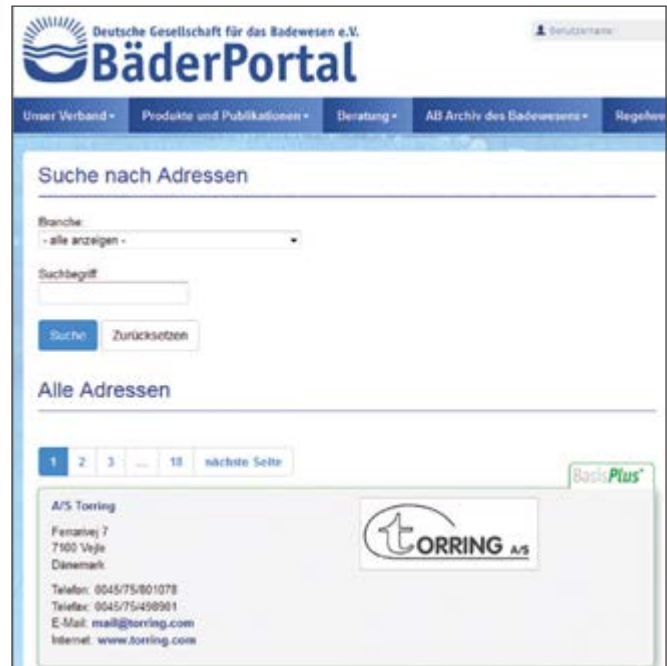 Deutsche Gesellschaft für das Badewesen e.V.
BäderPortal
Benutzername
Unser Verband
Produkte und Publikationen
Beratung
AB Archiv des Badewesens
Regelwe
Suche nach Adressen
Branche:
- alle anzeigen -
Suchbegriff
Suche Zurücksetzen
Alle Adressen
1 2 3 ... 18 nächste Seite
BasisPlus+
A/S Torring
7100 Vejle
Dänemark
Telefon: 0045/75/801078
Telefax: 0045/75/498901
E-Mail: mail@torring.com
Internet: www.torring.com
TORRING A/S